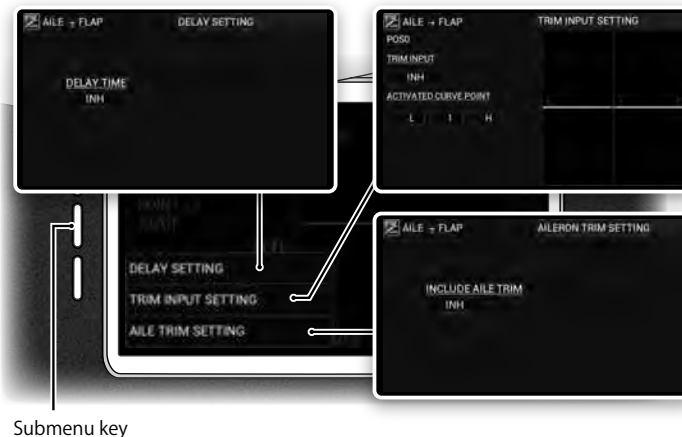 AILE → FLAP DELAY SETTING
DELAY TIME
INH
AILE → FLAP TRIM INPUT SETTING
POS0
TRIM INPUT
INH
ACTIVATED CURVE POINT
L 1 H
DELAY SETTING
TRIM INPUT SETTING
AILE TRIM SETTING
AILE → FLAP AILERON TRIM SETTING
INCLUDE AILE TRIM
INH
Submenu key